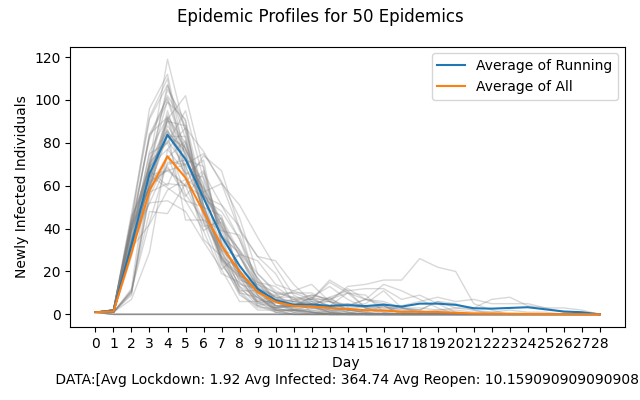 Epidemic Profiles for 50 Epidemics
120
100
80
60
40
20
0
Newly Infected Individuals
Average of Running
Average of All
0 1 2 3 4 5 6 7 8 9 10 11 12 13 14 15 16 17 18 19 20 21 22 23 24 25 26 27 28
Day
DATA:[Avg Lockdown: 1.92 Avg Infected: 364.74 Avg Reopen: 10.159090909090908